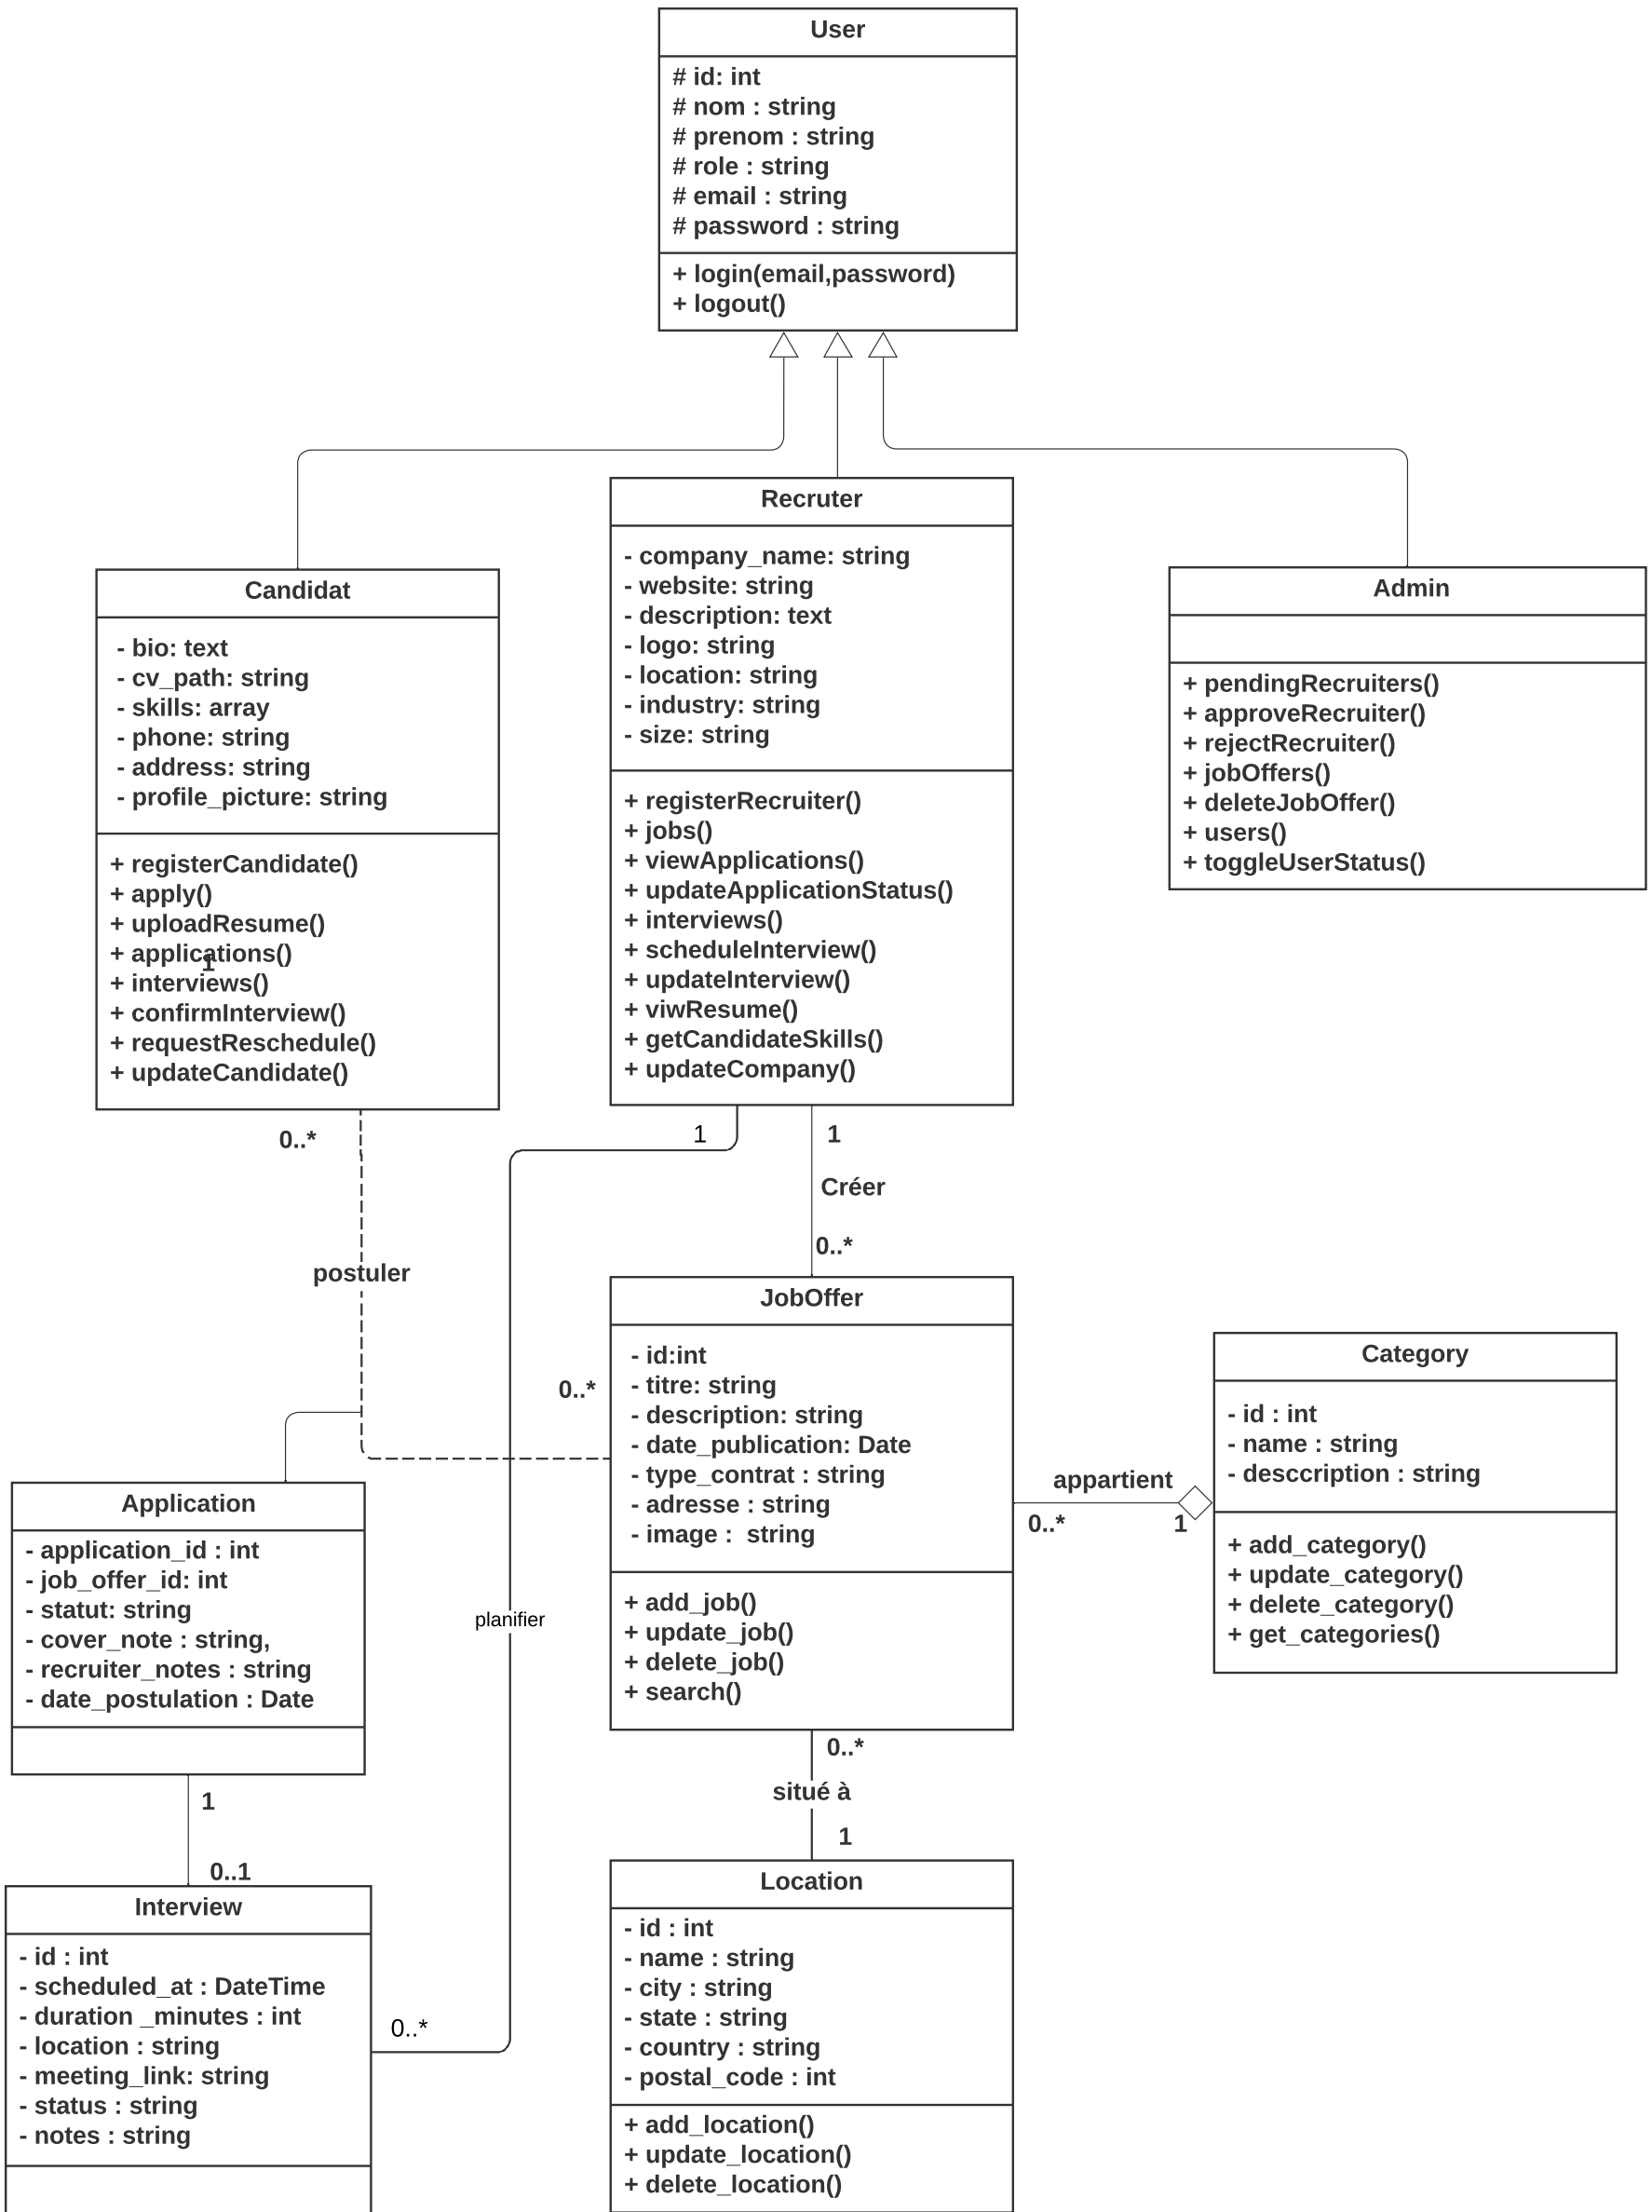 User
# id: int
# nom : string
# prenom : string
# role : string
# email : string
# password : string
+ login(email,password)
+ logout()
Recruter
- company_name: string
- website: string
- description: text
- logo: string
- location: string
- industry: string
- size: string
+ registerRecruiter()
+ jobs()
+ viewApplications()
+ updateApplicationStatus()
+ interviews()
+ scheduleInterview()
+ updateInterview()
+ viwResume()
+ getCandidateSkills()
+ updateCompany()
Candidat
- bio: text
- cv_path: string
- skills: array
- phone: string
- address: string
- profile_picture: string
+ registerCandidate()
+ apply()
+ uploadResume()
+ applications()
1
+ interviews()
+ confirmInterview()
+ requestReschedule()
+ updateCandidate()
Admin
+ pendingRecruiters()
+ approveRecruiter()
+ rejectRecruiter()
+ jobOffers()
+ deleteJobOffer()
+ users()
+ toggleUserStatus()
0..*
postuler
0..*
1
planifier
0..*
1
Créer
0..*
JobOffer
- id:int
- titre: string
- description: string
- date_publication: Date
- type_contrat : string
- adresse : string
- image :  string
+ add_job()
+ update_job()
+ delete_job()
+ search()
appartient
0..*
1
Category
- id : int
- name : string
- desccription : string
+ add_category()
+ update_category()
+ delete_category()
+ get_categories()
Application
- application_id : int
- job_offer_id: int
- statut: string
- cover_note : string,
- recruiter_notes : string
- date_postulation : Date
1
0..1
Interview
- id : int
- scheduled_at : DateTime
- duration _minutes : int
- location : string
- meeting_link: string
- status : string
- notes : string
0..*
situé à
1
Location
- id : int
- name : string
- city : string
- state : string
- country : string
- postal_code : int
+ add_location()
+ update_location()
+ delete_location()